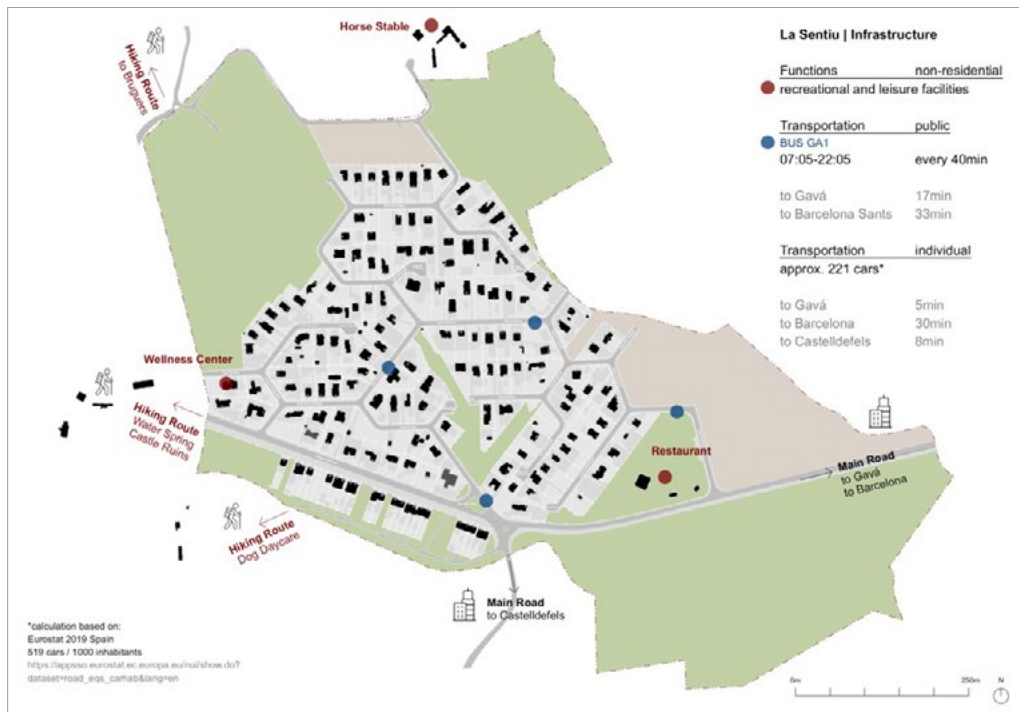 Horse Stable
Hiking Route
to Bruguers
La Sentiu | Infrastructure
Functions non-residential
recreational and leisure facilities
Transportation public
BUS GA1
07:05-22:05 every 40min
to Gavá 17min
to Barcelona Sants 33min
Transportation individual
approx. 221 cars*
to Gavá 5min
to Barcelona 30min
to Castelldefels 8min
Wellness Center
Hiking Route
Water Spring
Castle Ruins
Restaurant
Main Road
to Gavá
to Barcelona
Hiking Route
Dog Daycare
Main Road
to Castelldefels
*calculation based on:
Eurostat 2019 Spain
519 cars / 1000 inhabitants
https://appsso.eurostat.ec.europa.eu/nui/show.do?
dataset=road_eqs_carhab&lang=en
0m 250m N